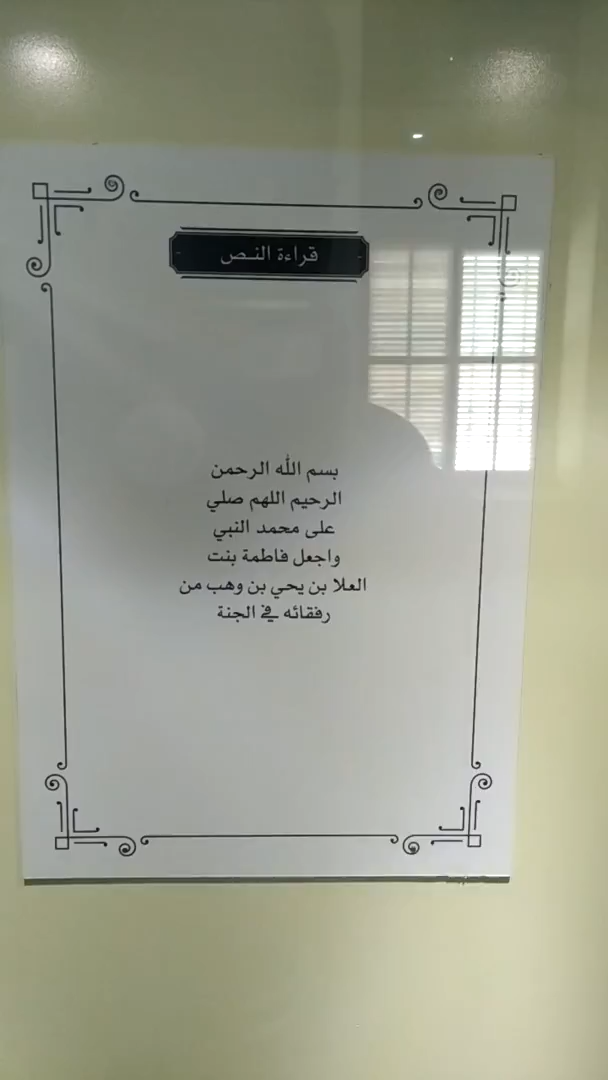 قراءة النص
بسم الله الرحمن
الرحيم اللهم صلي
على محمد النبي
واجعل فاطمة بنت
العلا بن يحي بن وهب من
رفقائه في الجنة